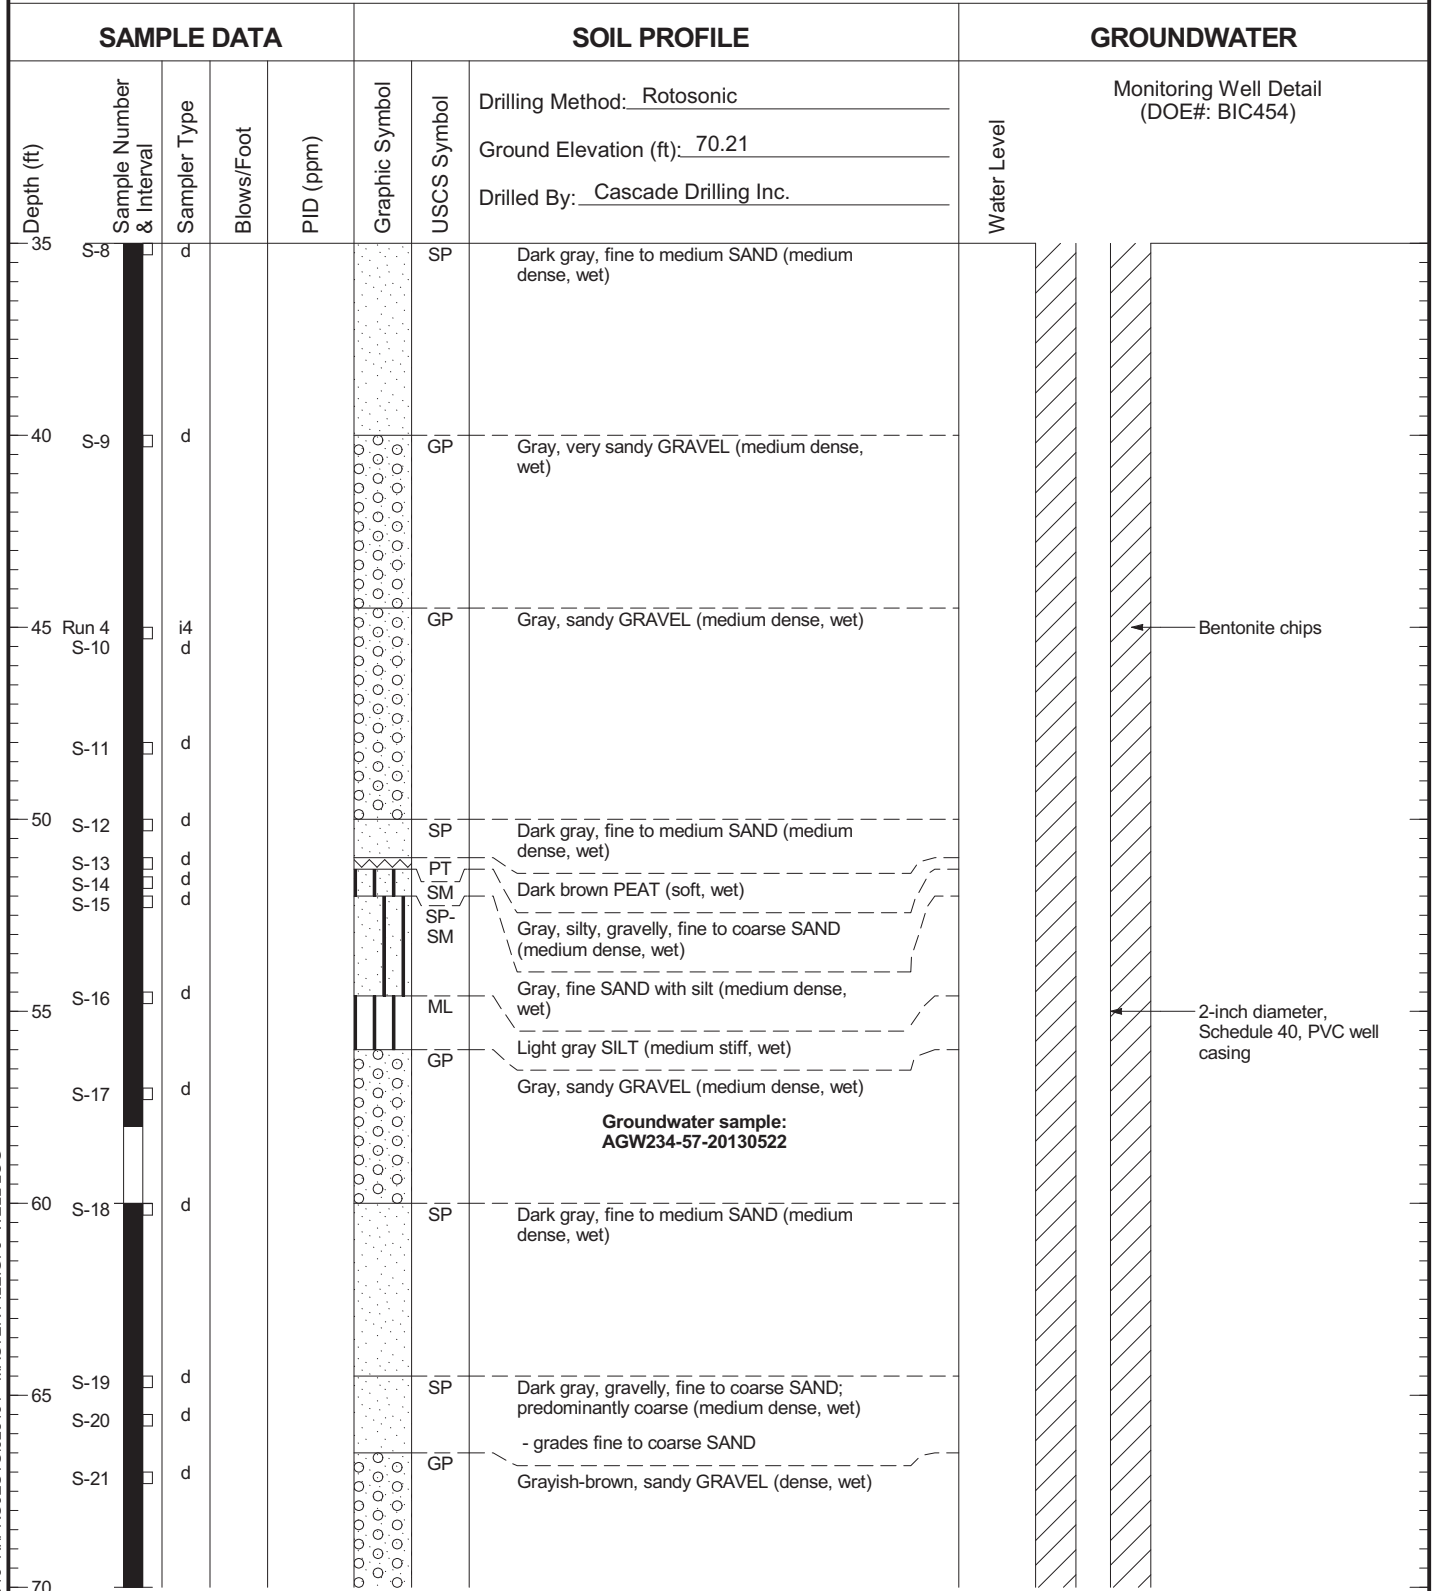 SAMPLE DATA
SOIL PROFILE
GROUNDWATER
Depth (ft)
Sample Number
& Interval
Sampler Type
Blows/Foot
PID (ppm)
Graphic Symbol
USCS Symbol
Drilling Method: Rotosonic
Ground Elevation (ft): 70.21
Drilled By: Cascade Drilling Inc.
Water Level
Monitoring Well Detail
(DOE#: BIC454)
35
S-8 d
SP
Dark gray, fine to medium SAND (medium
dense, wet)
40
S-9 d
GP
Gray, very sandy GRAVEL (medium dense,
wet)
GP
Gray, sandy GRAVEL (medium dense, wet)
45 Run 4 i4
S-10 d
Bentonite chips
S-11 d
50
S-12 d
SP
Dark gray, fine to medium SAND (medium
dense, wet)
S-13 d
PT
Dark brown PEAT (soft, wet)
S-14 d
SM
Gray, silty, gravelly, fine to coarse SAND
(medium dense, wet)
S-15 d
SP-
SM
Gray, fine SAND with silt (medium dense,
wet)
S-16 d
ML
Light gray SILT (medium stiff, wet)
55
2-inch diameter,
Schedule 40, PVC well
casing
GP
Gray, sandy GRAVEL (medium dense, wet)
S-17 d
Groundwater sample:
AGW234-57-20130522
60
S-18 d
SP
Dark gray, fine to medium SAND (medium
dense, wet)
S-19 d
65
SP
Dark gray, gravelly, fine to coarse SAND;
predominantly coarse (medium dense, wet)
S-20 d
- grades fine to coarse SAND
GP
Grayish-brown, sandy GRAVEL (dense, wet)
S-21 d
70